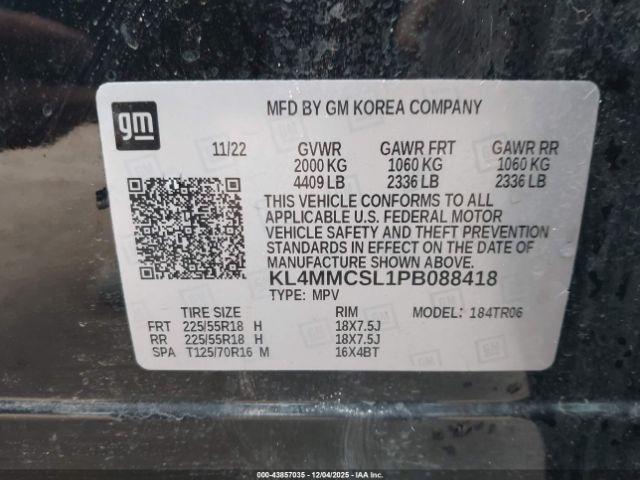 gm
MFD BY GM KOREA COMPANY
11/22 GVWR GAWR FRT GAWR RR
2000 KG 1060 KG 1060 KG
4409 LB 2336 LB 2336 LB
THIS VEHICLE CONFORMS TO ALL
APPLICABLE U.S. FEDERAL MOTOR
VEHICLE SAFETY AND THEFT PREVENTION
STANDARDS IN EFFECT ON THE DATE OF
MANUFACTURE SHOWN ABOVE.
KL4MMCSL1PB088418
TYPE: MPV MODEL: 184TR06
TIRE SIZE RIM
FRT 225/55R18 H 18X7.5J
RR 225/55R18 H 18X7.5J
SPA T125/70R16 M 16X4BT
000-43857035 - 12/04/2025 - IAAI.COM